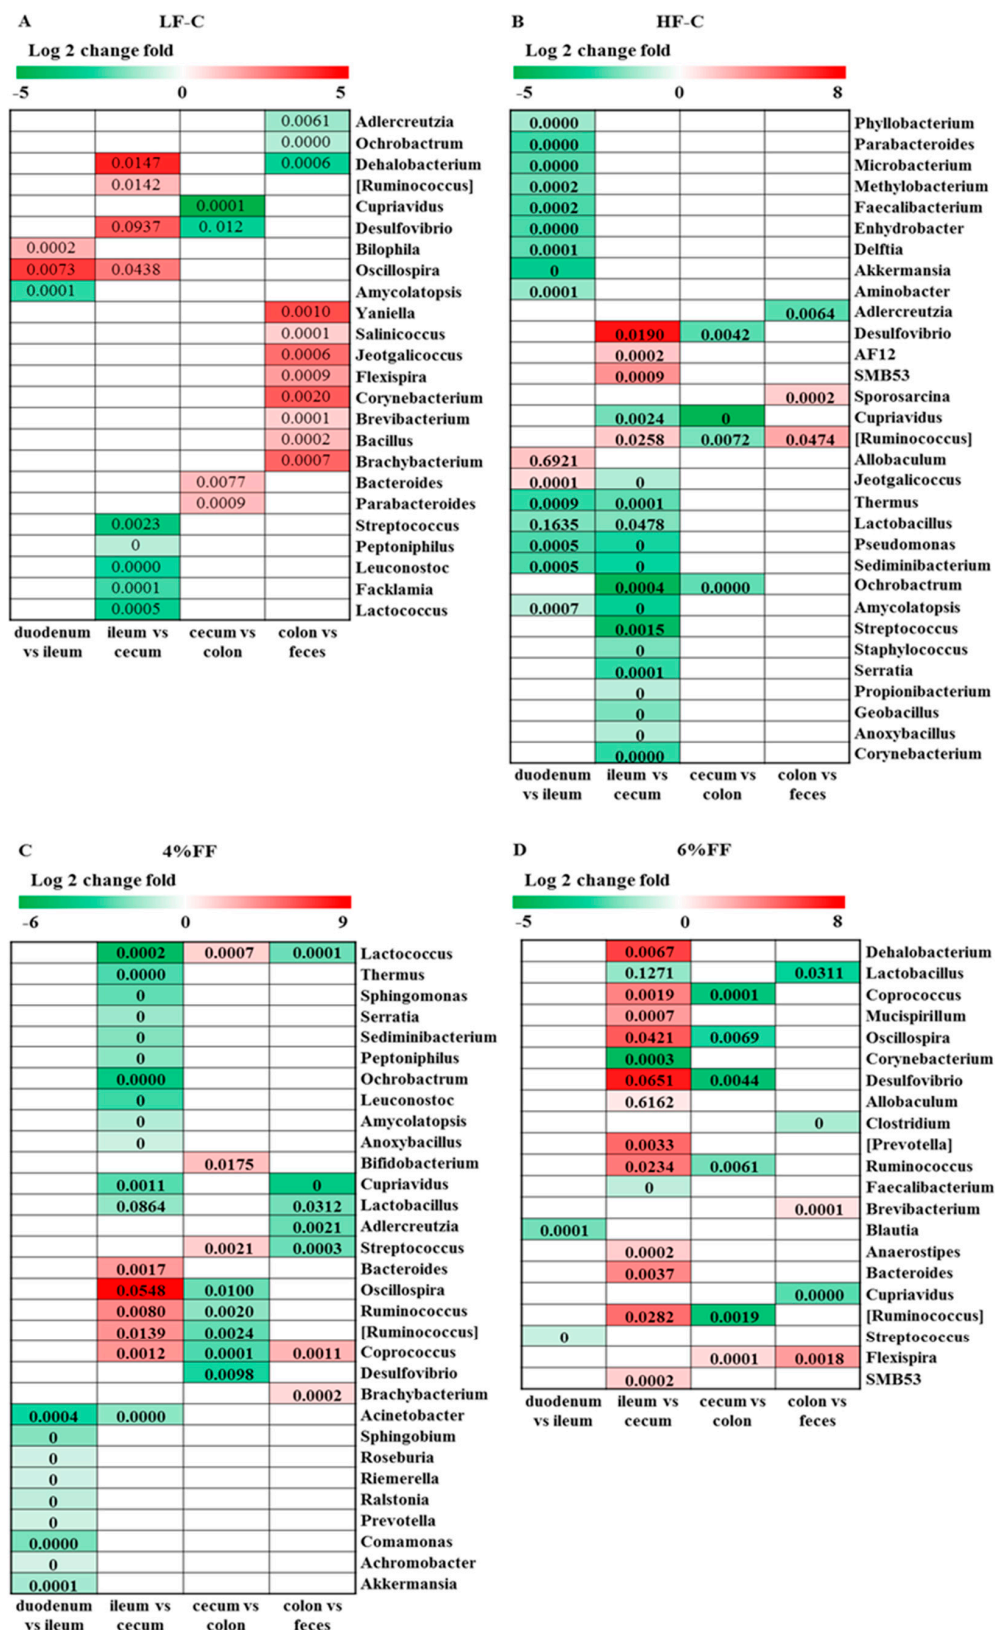 A LF-C
Log 2 change fold
-5 0 5
0.0061 Adlercreutzia
0.0000 Ochrobactrum
0.0147 0.0006 Dehalobacterium
0.0142 [Ruminococcus]
0.0001 Cupriavidus
0.0937 0. 012 Desulfovibrio
0.0002 Bilophila
0.0073 0.0438 Oscillospira
0.0001 Amycolatopsis
0.0010 Yaniella
0.0001 Salinicoccus
0.0006 Jeotgalicoccus
0.0009 Flexispira
0.0020 Corynebacterium
0.0001 Brevibacterium
0.0002 Bacillus
0.0007 Brachybacterium
0.0077 Bacteroides
0.0009 Parabacteroides
0.0023 Streptococcus
0 Peptoniphilus
0.0000 Leuconostoc
0.0001 Facklamia
0.0005 Lactococcus
duodenum ileum vs cecum vs colon vs
vs ileum cecum colon feces
B HF-C
Log 2 change fold
-5 0 8
0.0000 Phyllobacterium
0.0000 Parabacteroides
0.0000 Microbacterium
0.0002 Methylobacterium
0.0002 Faecalibacterium
0.0000 Enhydrobacter
0.0001 Delftia
0 Akkermansia
0.0001 Aminobacter
0.0064 Adlercreutzia
0.0190 0.0042 Desulfovibrio
0.0002 AF12
0.0009 SMB53
0.0002 Sporosarcina
0.0024 0 Cupriavidus
0.0258 0.0072 0.0474 [Ruminococcus]
0.6921 Allobaculum
0.0001 0 Jeotgalicoccus
0.0009 0.0001 Thermus
0.1635 0.0478 Lactobacillus
0.0005 0 Pseudomonas
0.0005 0 Sediminibacterium
0.0004 0.0000 Ochrobactrum
0.0007 0 Amycolatopsis
0.0015 Streptococcus
0 Staphylococcus
0.0001 Serratia
0 Propionibacterium
0 Geobacillus
0 Anoxybacillus
0.0000 Corynebacterium
duodenum ileum vs cecum vs colon vs
vs ileum cecum colon feces
C 4%FF
Log 2 change fold
-6 0 9
0.0002 0.0007 0.0001 Lactococcus
0.0000 Thermus
0 Sphingomonas
0 Serratia
0 Sediminibacterium
0 Peptoniphilus
0.0000 Ochrobactrum
0 Leuconostoc
0 Amycolatopsis
0 Anoxybacillus
0.0175 Bifidobacterium
0.0011 0 Cupriavidus
0.0864 0.0312 Lactobacillus
0.0021 Adlercreutzia
0.0021 0.0003 Streptococcus
0.0017 Bacteroides
0.0548 0.0100 Oscillospira
0.0080 0.0020 Ruminococcus
0.0139 0.0024 [Ruminococcus]
0.0012 0.0001 0.0011 Coprococcus
0.0098 Desulfovibrio
0.0002 Brachybacterium
0.0004 0.0000 Acinetobacter
0 Sphingobium
0 Roseburia
0 Riemerella
0 Ralstonia
0 Prevotella
0.0000 Comamonas
0 Achromobacter
0.0001 Akkermansia
duodenum ileum vs cecum vs colon vs
vs ileum cecum colon feces
D 6%FF
Log 2 change fold
-5 0 8
0.0067 Dehalobacterium
0.1271 0.0311 Lactobacillus
0.0019 0.0001 Coprococcus
0.0007 Mucispirillum
0.0421 0.0069 Oscillospira
0.0003 Corynebacterium
0.0651 0.0044 Desulfovibrio
0.6162 Allobaculum
0 Clostridium
0.0033 [Prevotella]
0.0234 0.0061 Ruminococcus
0 Faecalibacterium
0.0001 Brevibacterium
0.0001 Blautia
0.0002 Anaerostipes
0.0037 Bacteroides
0.0000 Cupriavidus
0.0282 0.0019 [Ruminococcus]
0 Streptococcus
0.0001 0.0018 Flexispira
0.0002 SMB53
duodenum ileum vs cecum vs colon vs
vs ileum cecum colon feces